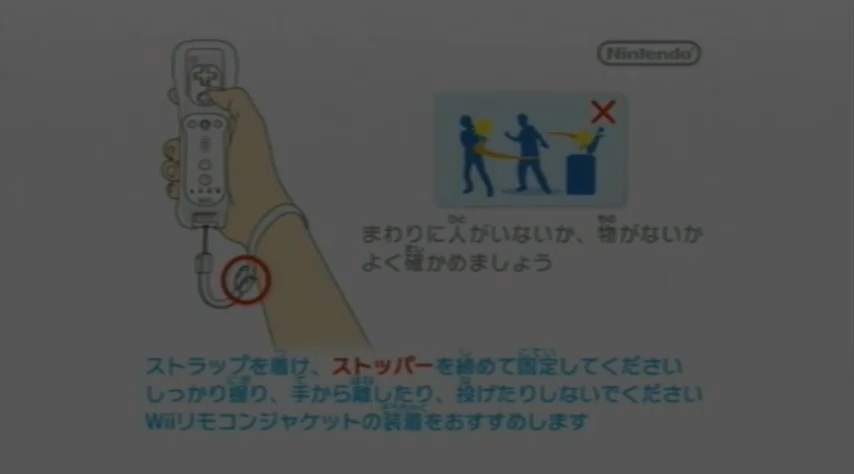 Nintendo
まわりに人がいないか、物がないか
よく確かめましょう
ストラップを着け、ストッパーを締めて固定してください
しっかり握り、手から離したり、投げたりしないでください
Wiiリモコンジャケットの装着をおすすめします